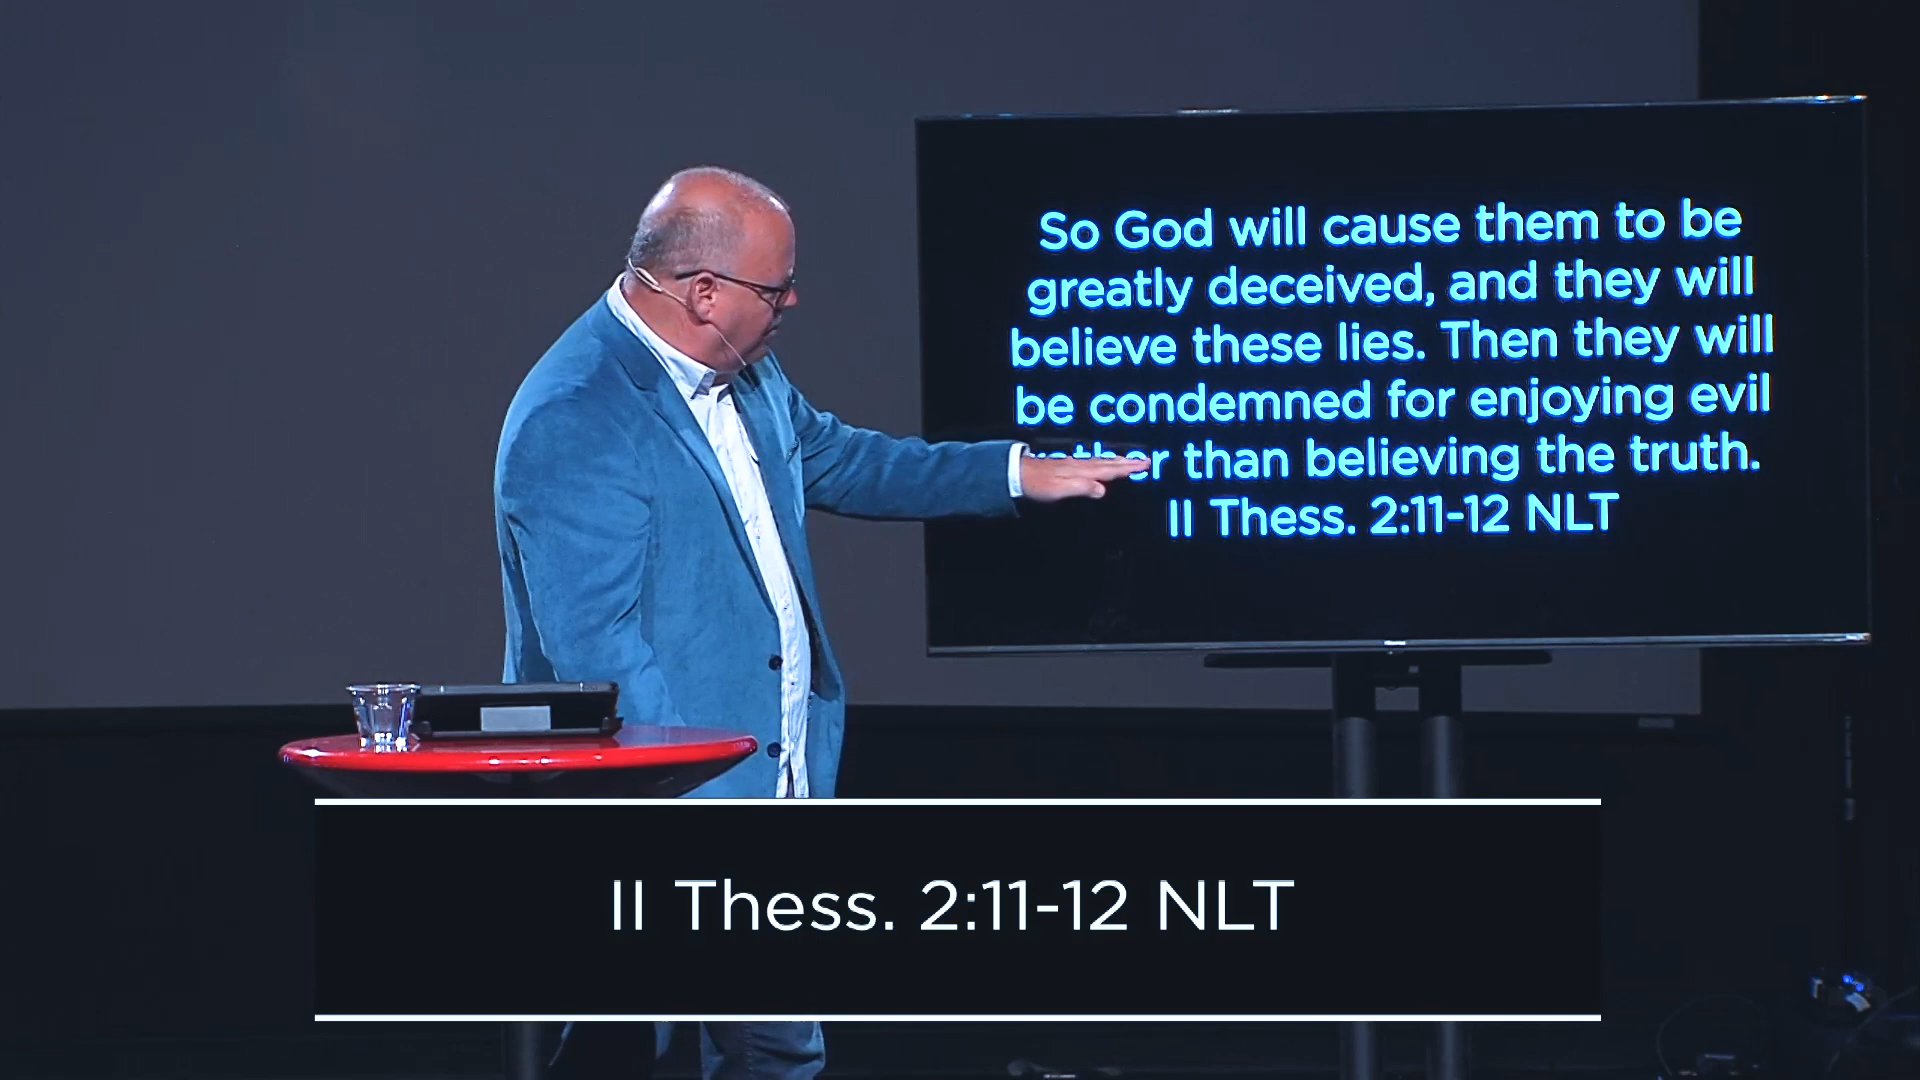 So God will cause them to be
greatly deceived, and they will
believe these lies. Then they will
be condemned for enjoying evil
rather than believing the truth.
II Thess. 2:11-12 NLT
II Thess. 2:11-12 NLT